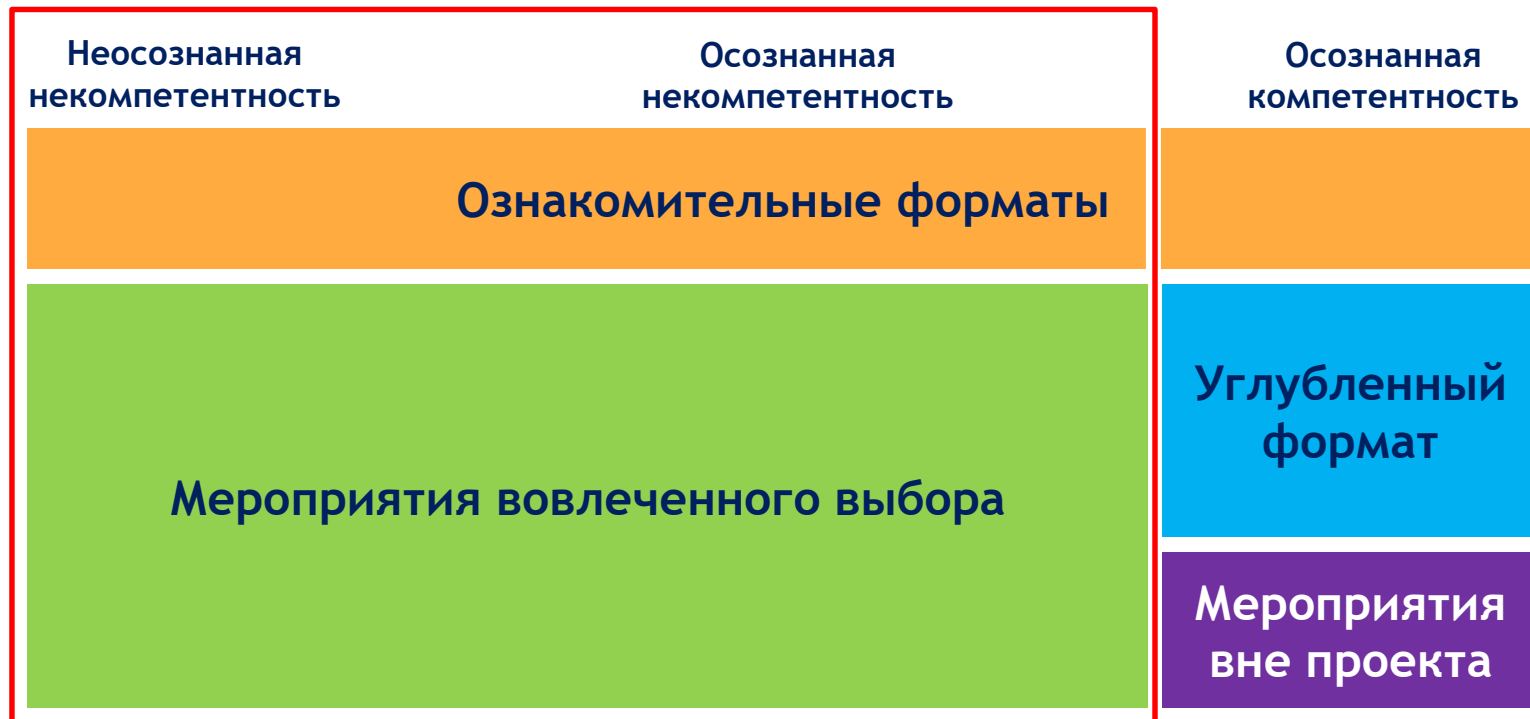 Неосознанная
некомпетентность
Осознанная
некомпетентность
Осознанная
компетентность
Ознакомительные форматы
Мероприятия вовлеченного выбора
Углубленный
формат
Мероприятия
вне проекта